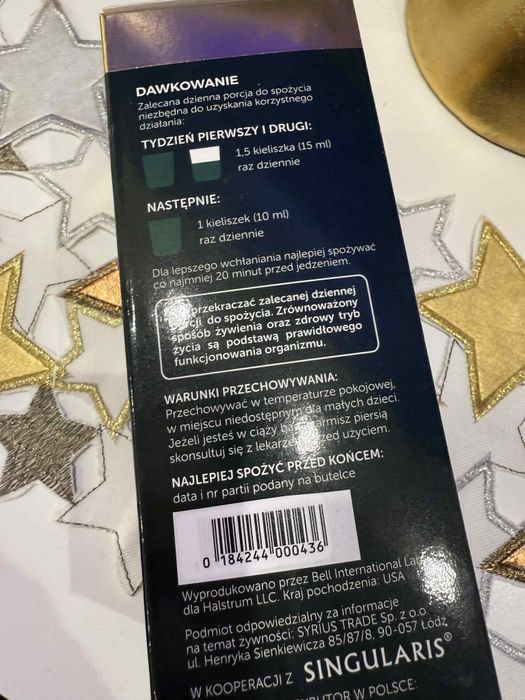 DAWKOWANIE
Zalecana dzienna porcja do spożycia
niezbędna do uzyskania korzystnego
działania:
TYDZIEŃ PIERWSZY I DRUGI:
1,5 kieliszka (15 ml)
raz dziennie
NASTĘPNIE:
1 kieliszek (10 ml)
raz dziennie
Dla lepszego wchłaniania najlepiej spożywać
co najmniej 20 minut przed jedzeniem.
przekraczać zalecanej dziennej
do spożycia. Zrównoważony
sposób żywienia oraz zdrowy tryb
życia są podstawą prawidłowego
funkcjonowania organizmu.
WARUNKI PRZECHOWYWANIA:
Przechowywać w temperaturze pokojowej,
w miejscu niedostępnym dla małych dzieci.
Jeżeli jesteś w ciąży karmisz piersią
skonsultuj się z lekarzem przed użyciem.
NAJLEPIEJ SPOŻYĆ PRZED KOŃCEM:
data i nr partii podany na butelce
0 184244 000436
Wyprodukowano przez Bell International
dla Halstrum LLC. Kraj pochodzenia: USA
Podmiot odpowiedzialny za informacje
na temat żywności: SYRIUS TRADE Sp. z o.o.
ul. Henryka Sienkiewicza 85/87/8, 90-057 Łódź
W KOOPERACJI Z SINGULARIS®
W POLSCE: